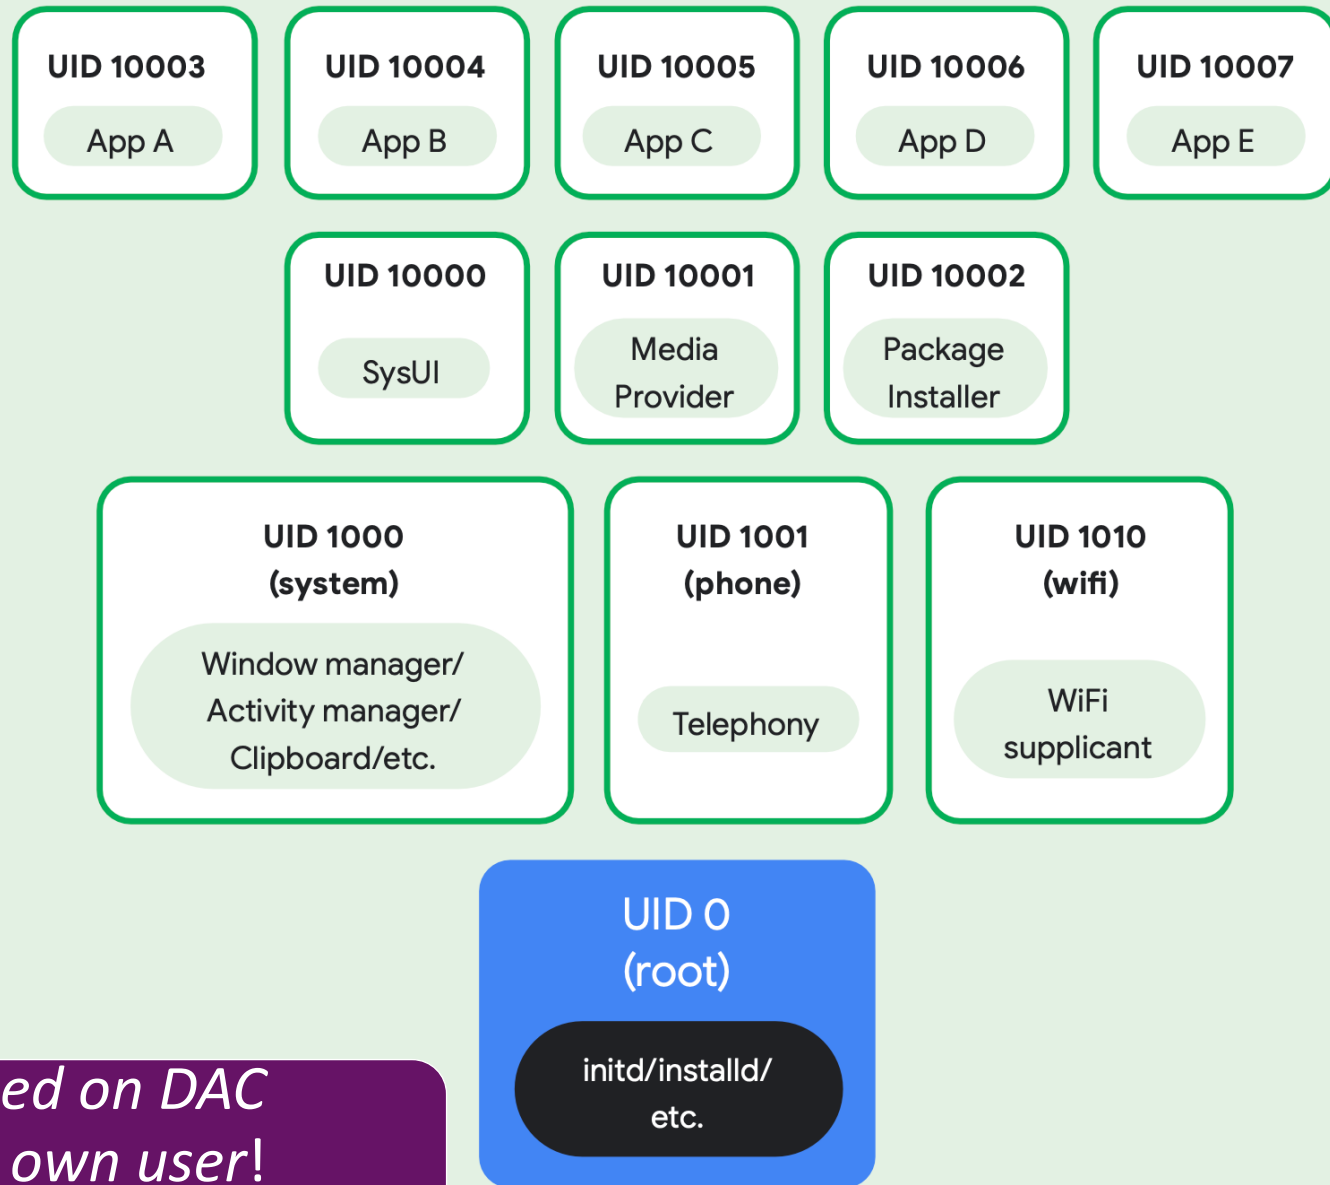 UID 10003
App A
UID 10004
App B
UID 10005
App C
UID 10006
App D
UID 10007
App E
UID 10000
SysUI
UID 10001
Media
Provider
UID 10002
Package
Installer
UID 1000
(system)
Window manager/
Activity manager/
Clipboard/etc.
UID 1001
(phone)
Telephony
UID 1010
(wifi)
WiFi
supplicant
UID 0
(root)
initd/installd/
etc.
ed on DAC
own user!